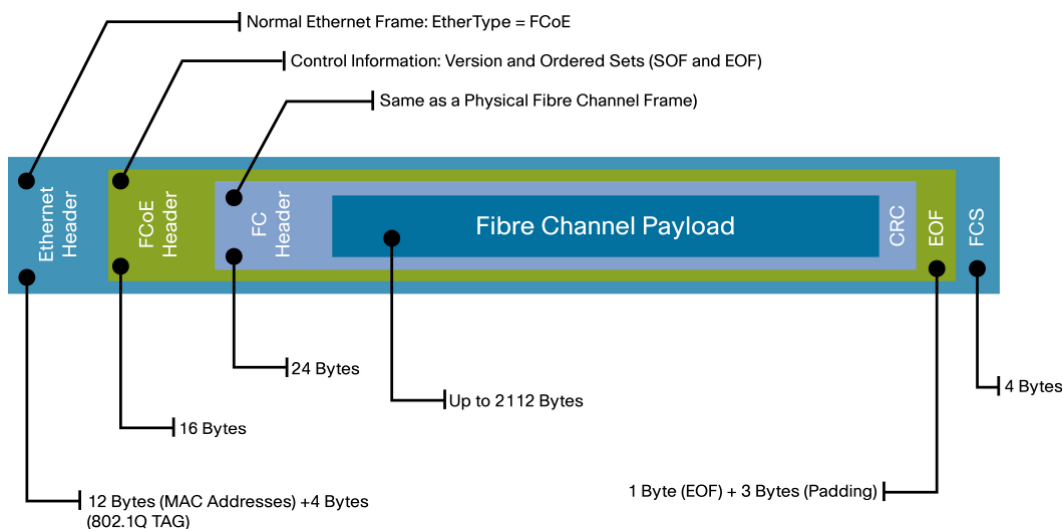 Normal Ethernet Frame: EtherType = FCoE
Control Information: Version and Ordered Sets (SOF and EOF)
Same as a Physical Fibre Channel Frame)
Ethernet
Header
FCoE
Header
FC
Header
Fibre Channel Payload
CRC
EOF
FCS
24 Bytes
4 Bytes
Up to 2112 Bytes
16 Bytes
12 Bytes (MAC Addresses) +4 Bytes
(802.1Q TAG)
1 Byte (EOF) + 3 Bytes (Padding)